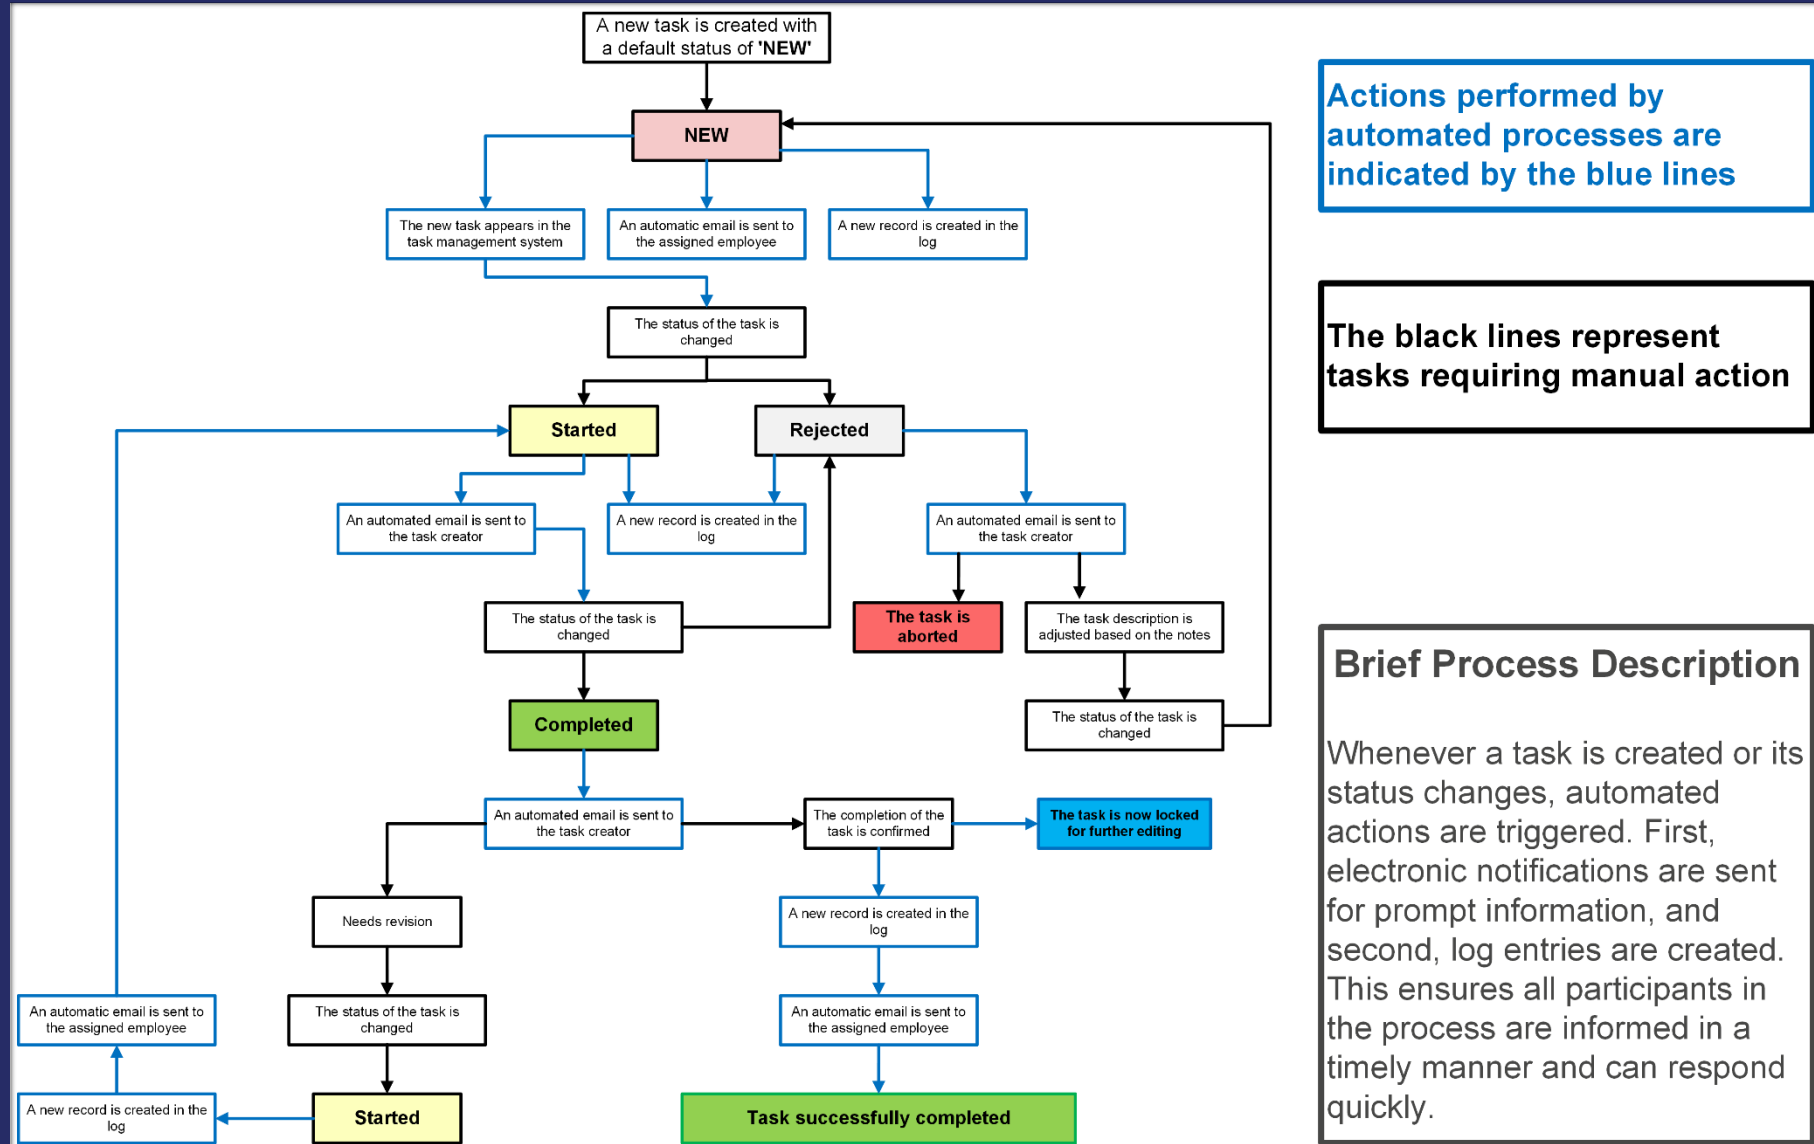 A new task is created with
a default status of 'NEW'
NEW
The new task appears in the
task management system
An automatic email is sent to
the assigned employee
A new record is created in the
log
The status of the task is
changed
Started
Rejected
An automated email is sent to
the task creator
A new record is created in the
log
An automated email is sent to
the task creator
The status of the task is
changed
The task is
aborted
The task description is
adjusted based on the notes
Completed
The status of the task is
changed
An automated email is sent to
the task creator
The completion of the
task is confirmed
The task is now locked
for further editing
Needs revision
A new record is created in the
log
An automatic email is sent to
the assigned employee
The status of the task is
changed
An automatic email is sent to
the assigned employee
A new record is created in the
log
Started
Task successfully completed
Actions performed by
automated processes are
indicated by the blue lines
The black lines represent
tasks requiring manual action
Brief Process Description
Whenever a task is created or its
status changes, automated
actions are triggered. First,
electronic notifications are sent
for prompt information, and
second, log entries are created.
This ensures all participants in
the process are informed in a
timely manner and can respond
quickly.